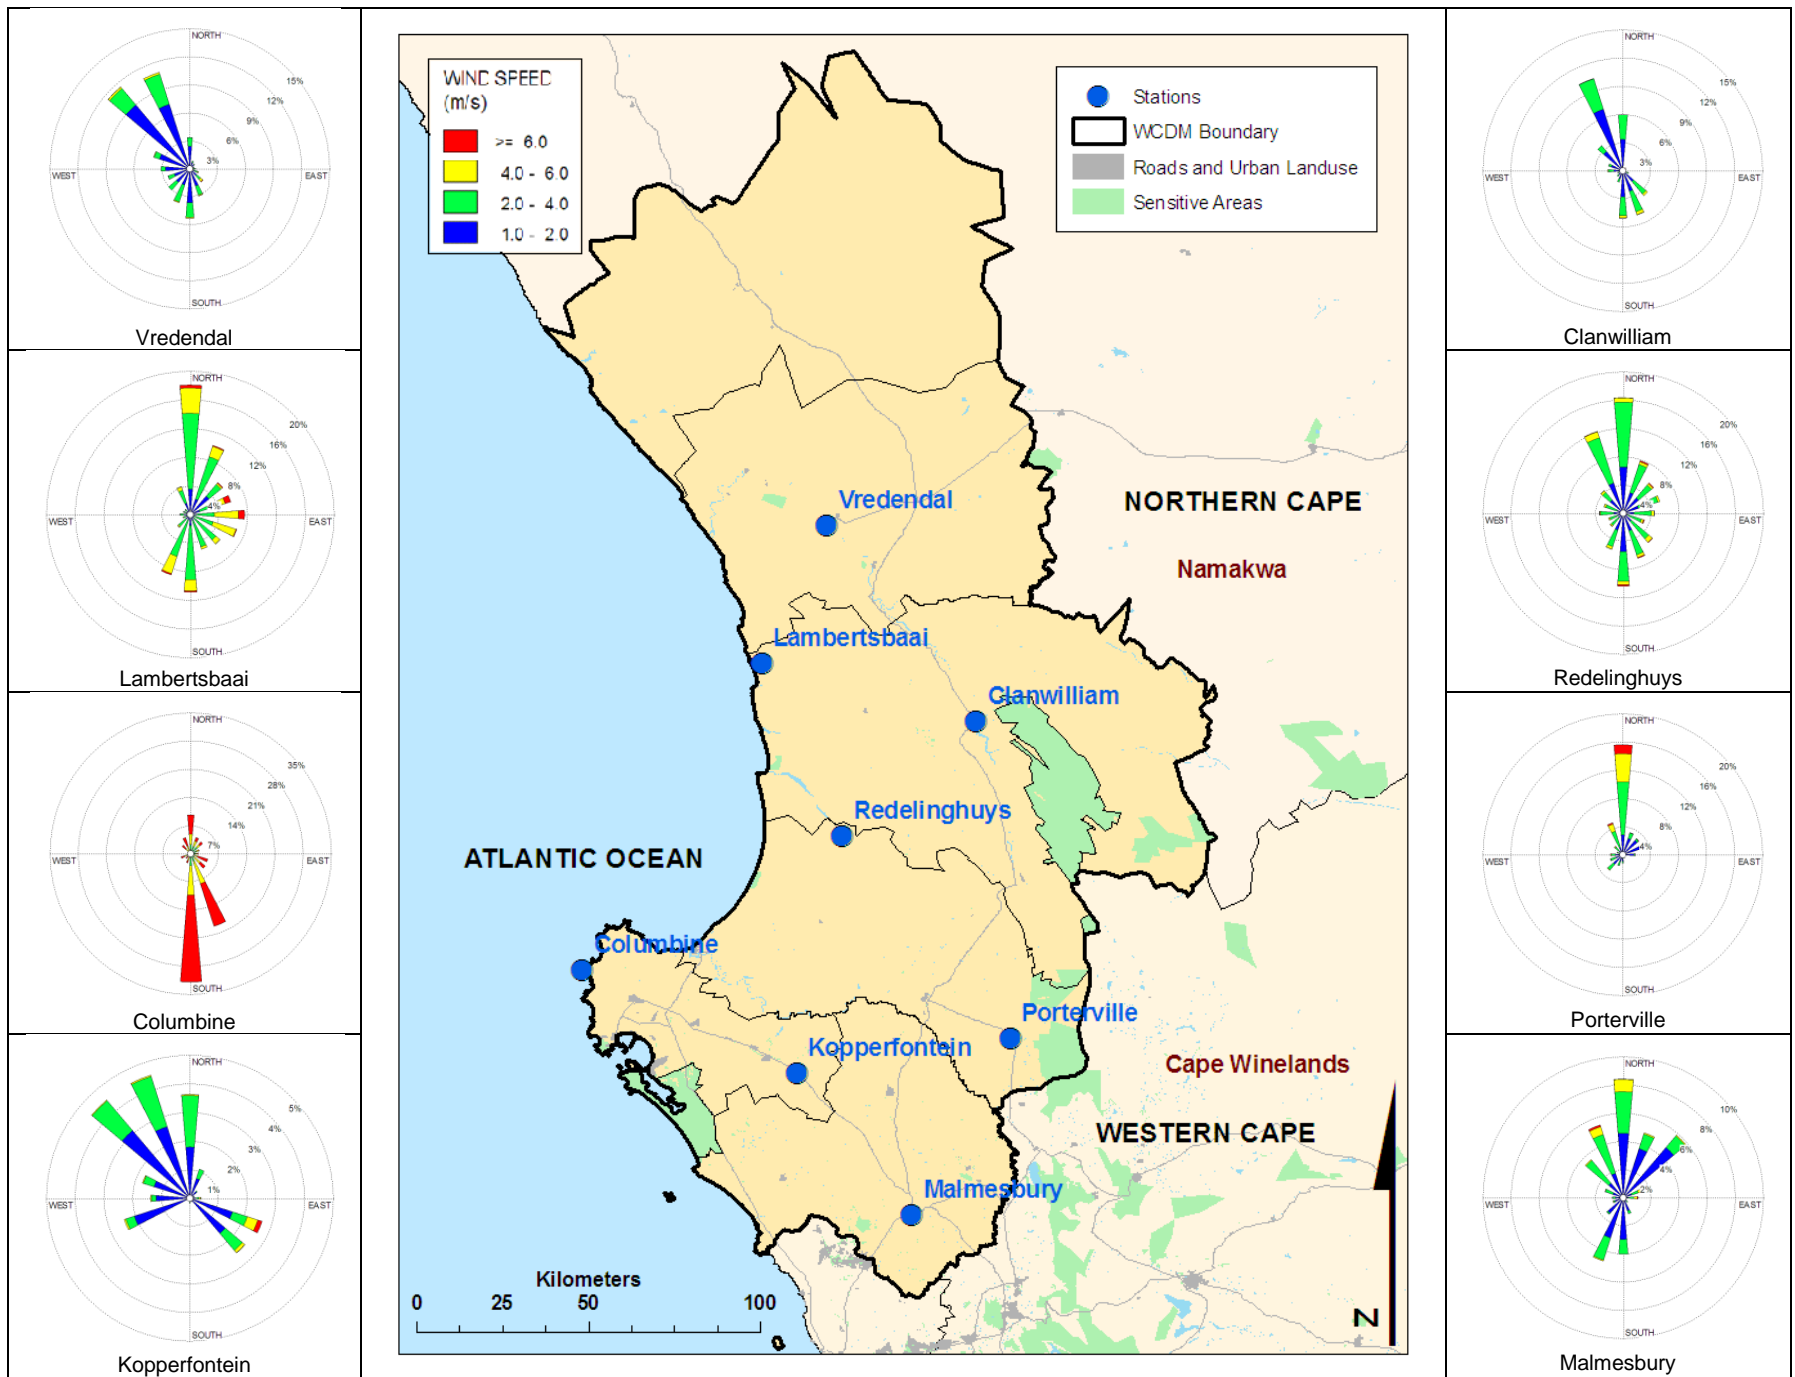 NORTH
15%
12%
9%
6%
3%
WEST
EAST
SOUTH
Vredendal
NORTH
20%
16%
12%
8%
4%
WEST
EAST
SOUTH
Lambertsbaai
NORTH
35%
28%
21%
14%
7%
WEST
EAST
SOUTH
Columbine
NORTH
5%
4%
3%
2%
1%
WEST
EAST
SOUTH
Kopperfontein
WIND SPEED
(m/s)
>= 6.0
4.0 - 6.0
2.0 - 4.0
1.0 - 2.0
Stations
WCDM Boundary
Roads and Urban Landuse
Sensitive Areas
Vredendal
NORTHERN CAPE
Namakwa
Lambertsbaai
Clanwilliam
Redelinghuys
ATLANTIC OCEAN
Columbine
Porterville
Kopperfontein
Cape Winelands
WESTERN CAPE
Malmesbury
Kilometers
0 25 50 100
N
NORTH
15%
12%
9%
6%
3%
WEST
EAST
SOUTH
Clanwilliam
NORTH
20%
16%
12%
8%
4%
WEST
EAST
SOUTH
Redelinghuys
NORTH
20%
16%
12%
8%
4%
WEST
EAST
SOUTH
Porterville
NORTH
10%
8%
6%
4%
2%
WEST
EAST
SOUTH
Malmesbury